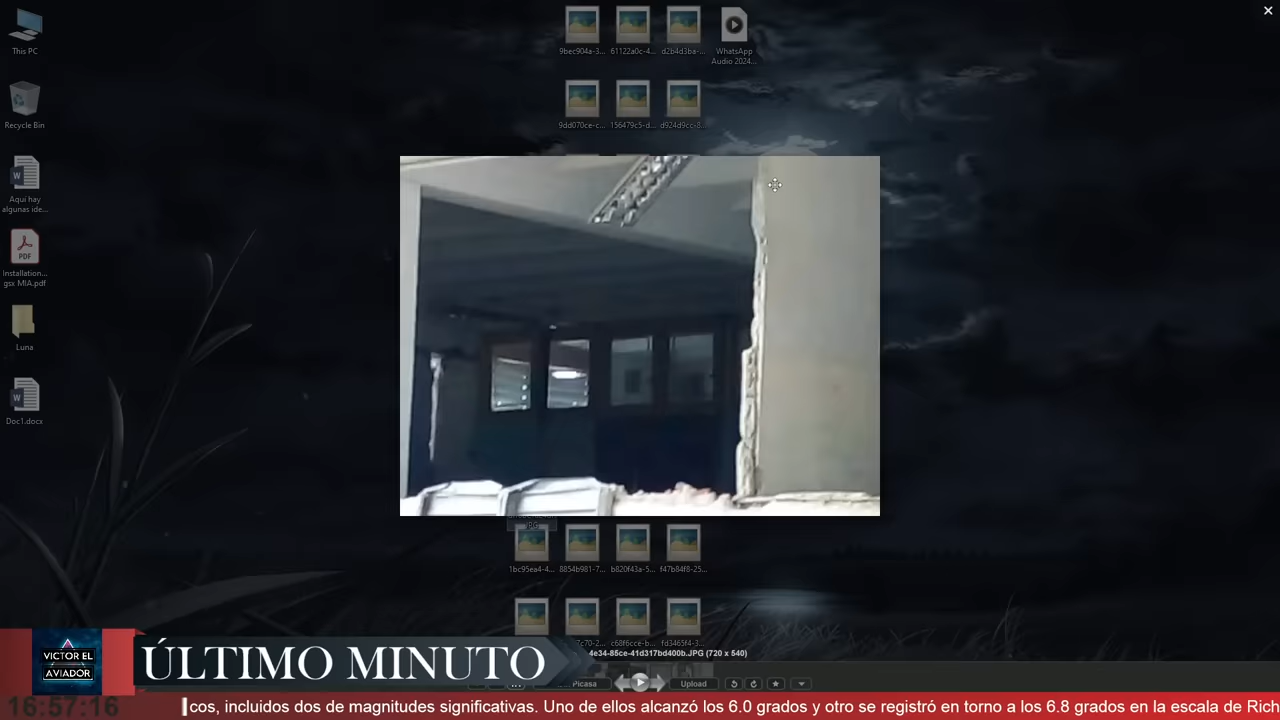 This PC
Recycle Bin
Aquí hay
algunas ide...
Installation...
gsx MIA.pdf
Luna
Doc1.docx
9bec904a-3...
61122a0c-4...
d2b4d3ba-...
WhatsApp
Audio 2024...
9dd070ce-c...
156479c5-d...
d924d9cc-8...
PDF
1bc95ea4-4...
8854b981-7...
b820f43a-5...
f47b84f8-25...
c68f6cce-b...
fd3465f4-3...
4e34-85ce-41d317bd400b.JPG (720 x 540)
Picasa
Upload
VICTOR EL
AVIADOR
ÚLTIMO MINUTO
16:57:16
cos, incluidos dos de magnitudes significativas. Uno de ellos alcanzó los 6.0 grados y otro se registró en torno a los 6.8 grados en la escala de Rich